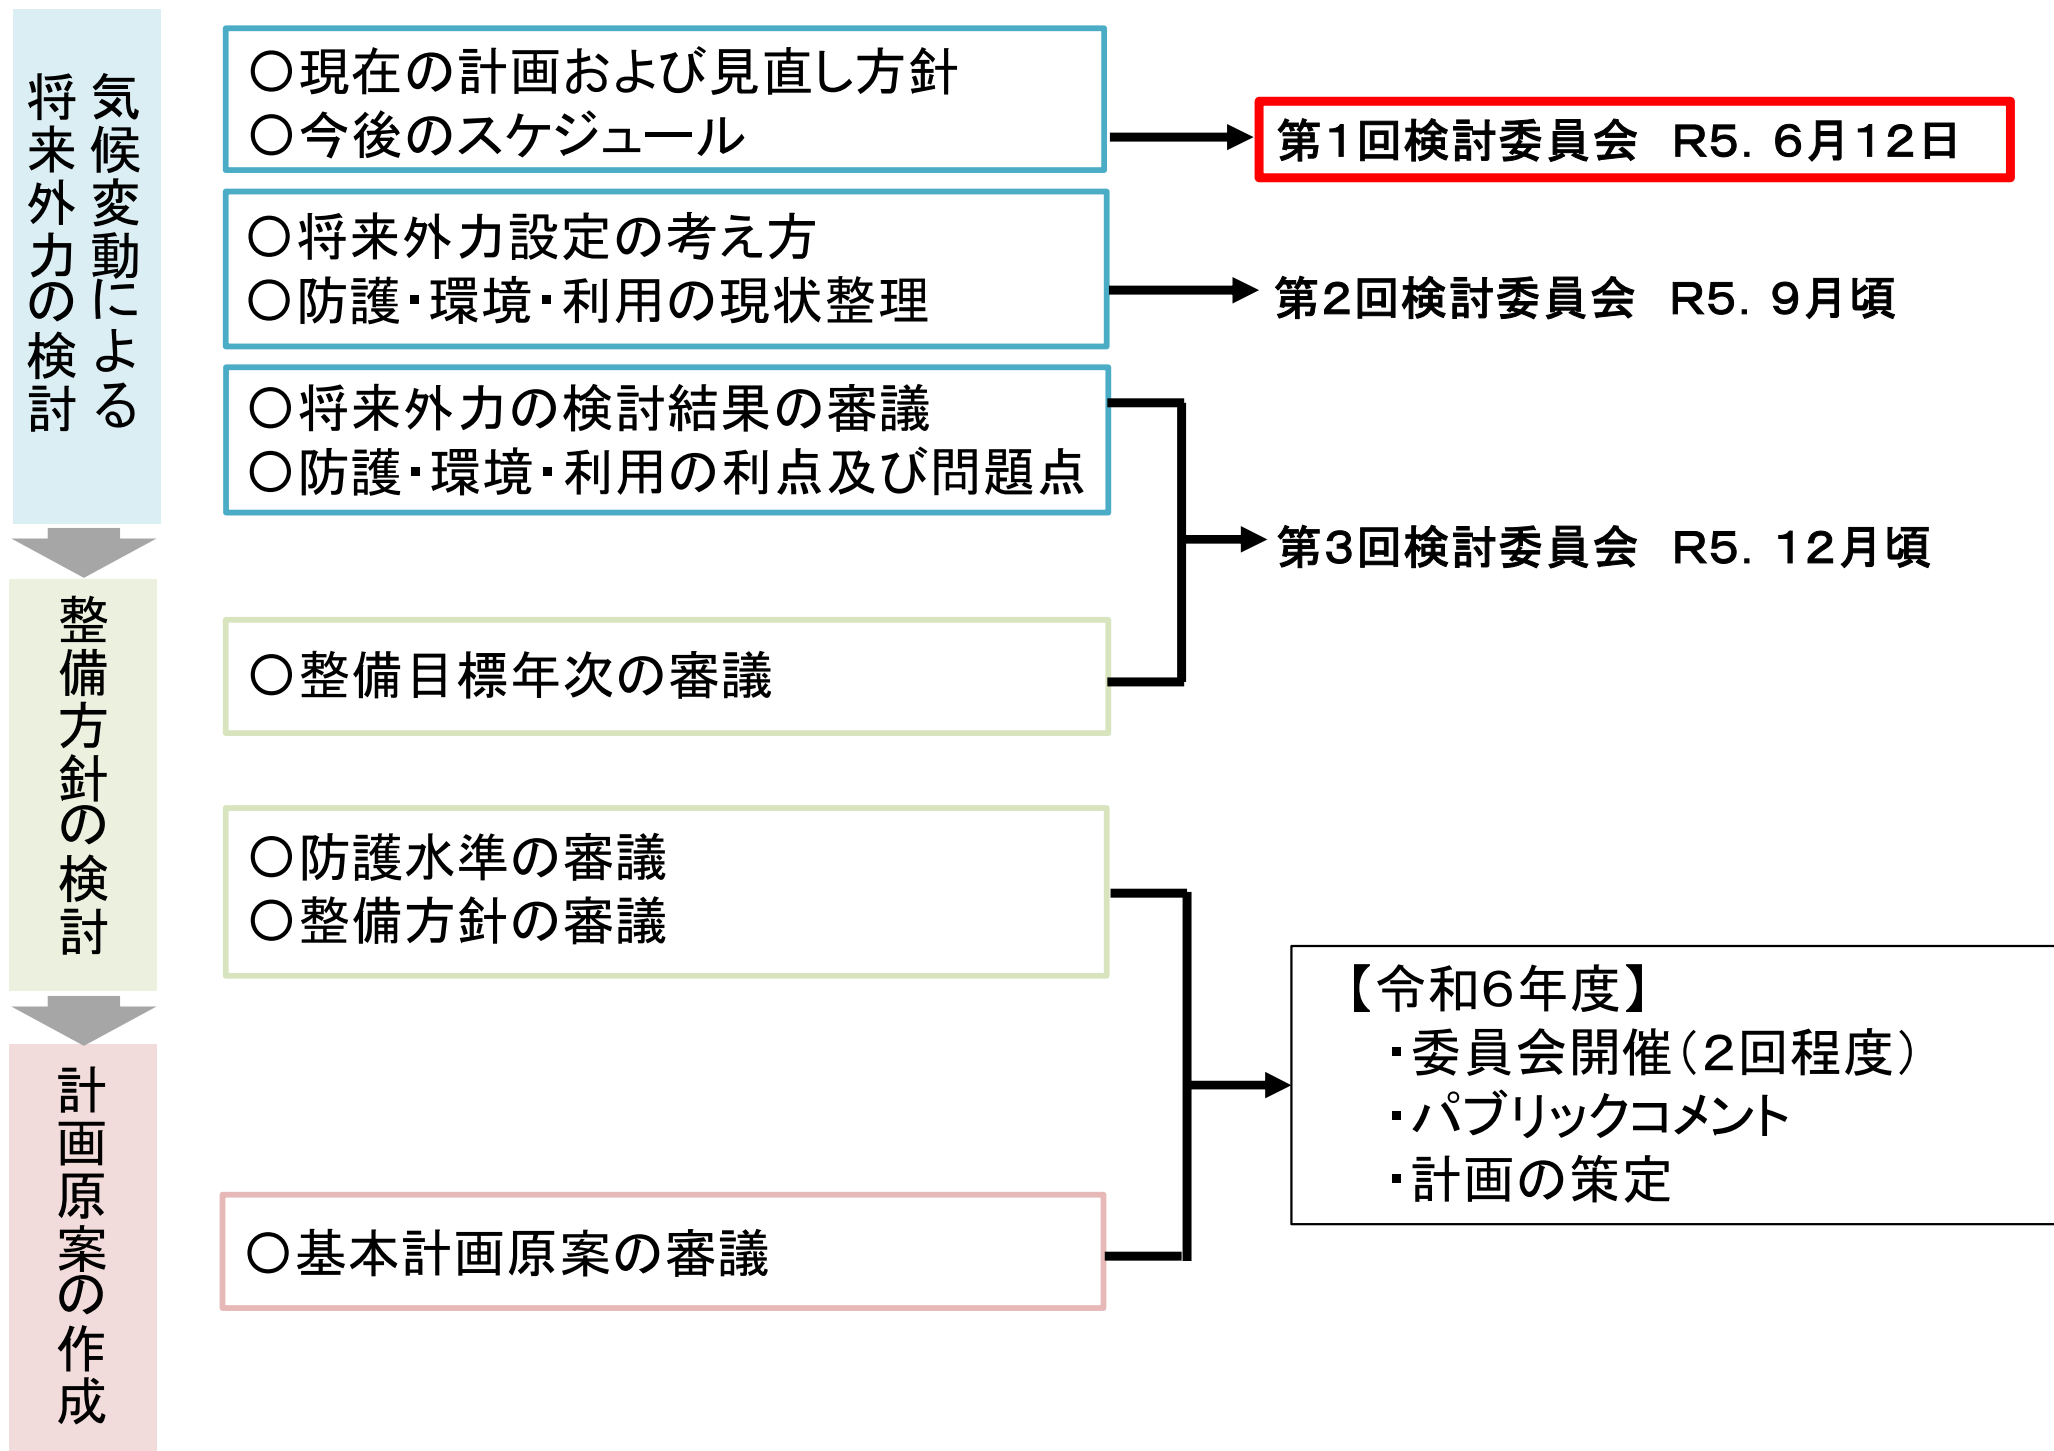 気候変動による
将来外力の検討
○現在の計画および見直し方針
○今後のスケジュール
第1回検討委員会　R5．6月12日
○将来外力設定の考え方
○防護・環境・利用の現状整理
第2回検討委員会　R5．9月頃
○将来外力の検討結果の審議
○防護・環境・利用の利点及び問題点
第3回検討委員会　R5．12月頃
整備方針の検討
○整備目標年次の審議
○防護水準の審議
○整備方針の審議
【令和6年度】
・委員会開催（2回程度）
・パブリックコメント
・計画の策定
計画原案の作成
○基本計画原案の審議